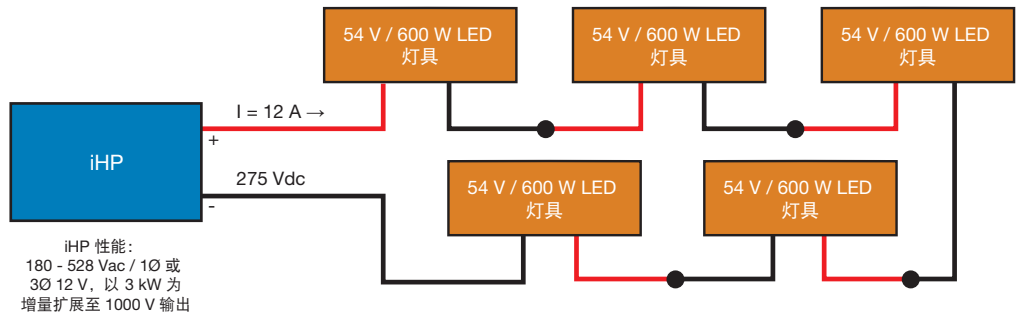 54 V / 600 W LED
灯具
54 V / 600 W LED
灯具
54 V / 600 W LED
灯具
I = 12 A →
+
iHP
275 Vdc
-
54 V / 600 W LED
灯具
54 V / 600 W LED
灯具
iHP 性能：
180 - 528 Vac / 1Ø 或
3Ø 12 V，以 3 kW 为
增量扩展至 1000 V 输出